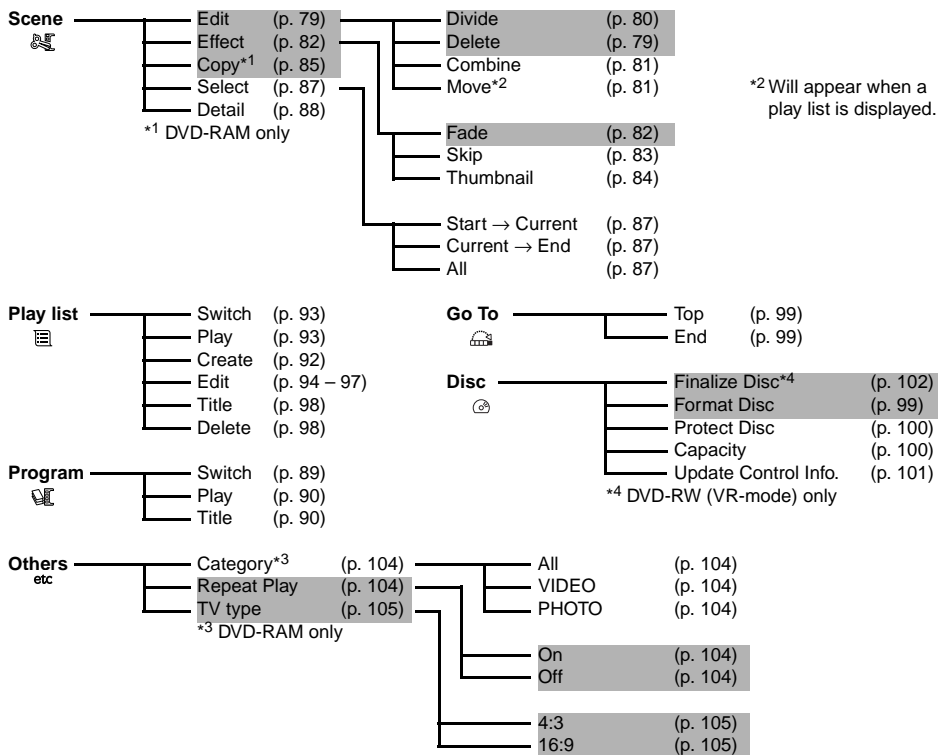 Scene
Edit (p. 79)
Effect (p. 82)
Copy*1 (p. 85)
Select (p. 87)
Detail (p. 88)
*1 DVD-RAM only
Divide (p. 80)
Delete (p. 79)
Combine (p. 81)
Move*2 (p. 81)
*2 Will appear when a
play list is displayed.
Fade (p. 82)
Skip (p. 83)
Thumbnail (p. 84)
Start → Current (p. 87)
Current → End (p. 87)
All (p. 87)
Play list
Switch (p. 93)
Play (p. 93)
Create (p. 92)
Edit (p. 94 – 97)
Title (p. 98)
Delete (p. 98)
Go To
Top (p. 99)
End (p. 99)
Disc
Finalize Disc*4 (p. 102)
Format Disc (p. 99)
Protect Disc (p. 100)
Capacity (p. 100)
Update Control Info. (p. 101)
*4 DVD-RW (VR-mode) only
Program
Switch (p. 89)
Play (p. 90)
Title (p. 90)
Others
etc
Category*3 (p. 104)
Repeat Play (p. 104)
TV type (p. 105)
*3 DVD-RAM only
All (p. 104)
VIDEO (p. 104)
PHOTO (p. 104)
On (p. 104)
Off (p. 104)
4:3 (p. 105)
16:9 (p. 105)